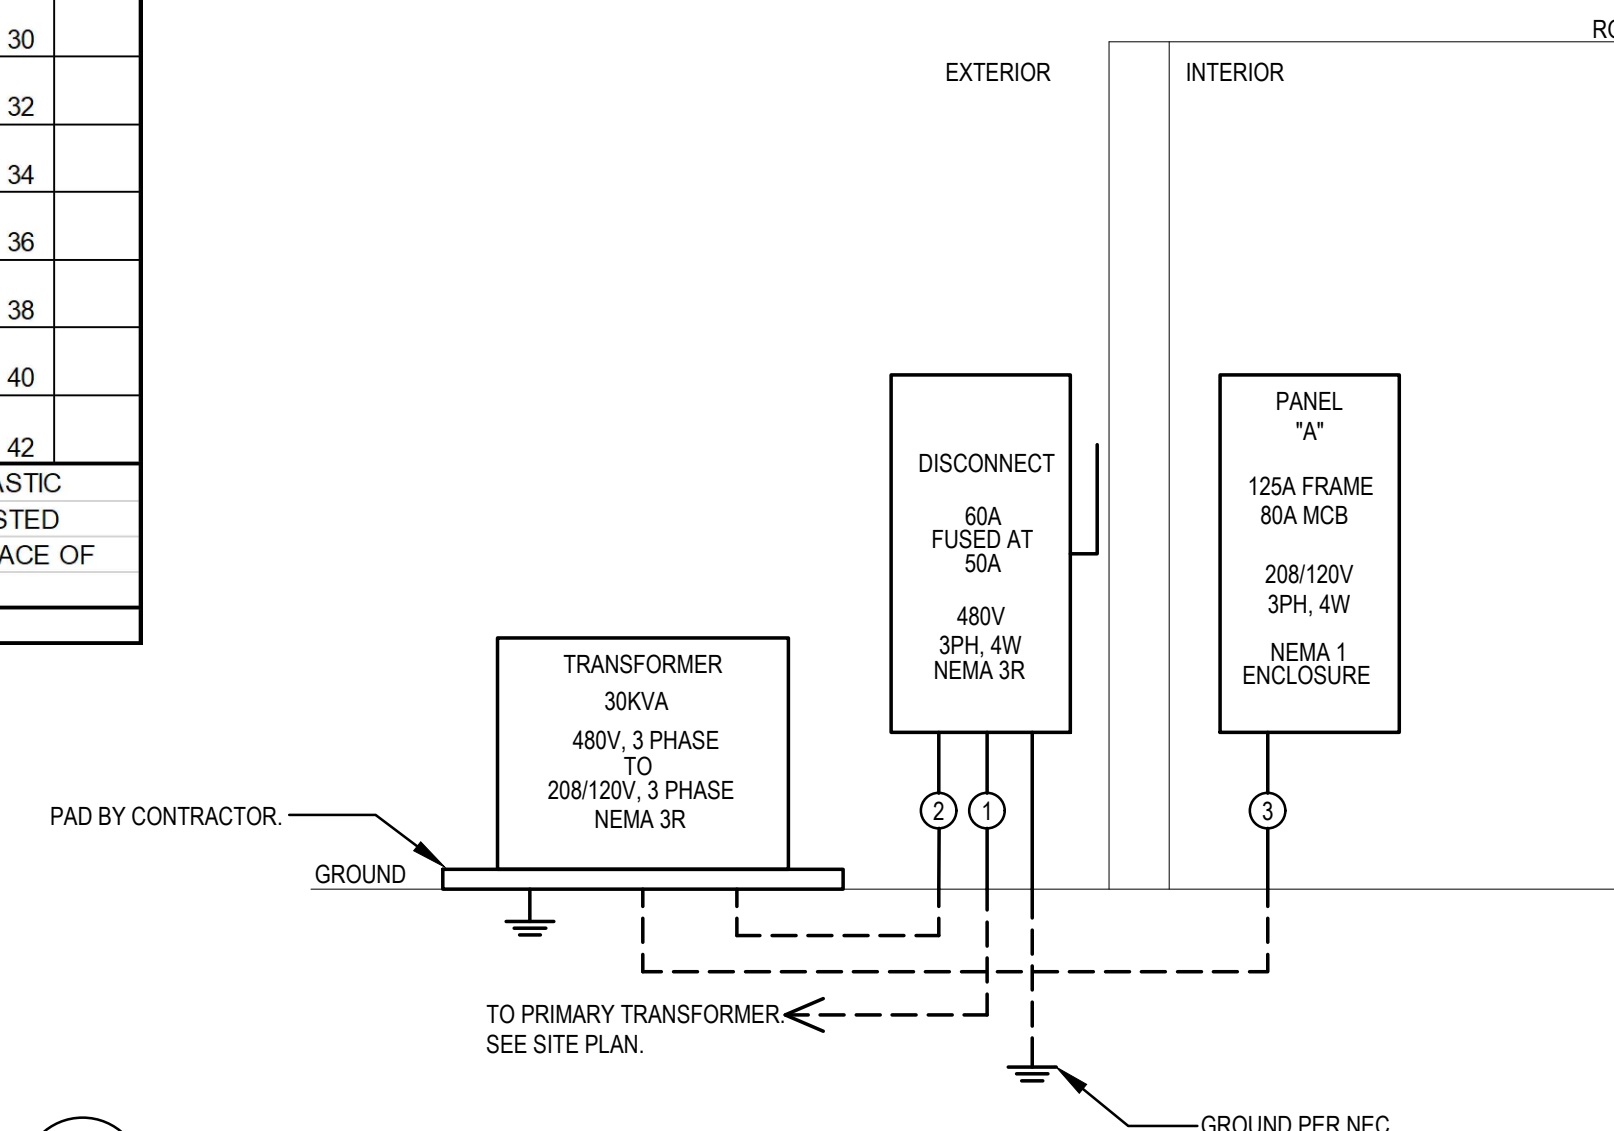 30
32
34
36
38
40
42
EXTERIOR
INTERIOR
DISCONNECT
60A
FUSED AT
50A
480V
3PH, 4W
NEMA 3R
PANEL
"A"
125A FRAME
80A MCB
208/120V
3PH, 4W
NEMA 1
ENCLOSURE
TRANSFORMER
30KVA
480V, 3 PHASE
TO
208/120V, 3 PHASE
NEMA 3R
PAD BY CONTRACTOR.
GROUND
2
1
3
TO PRIMARY TRANSFORMER.
SEE SITE PLAN.
GROUND PER NEC
ACE OF